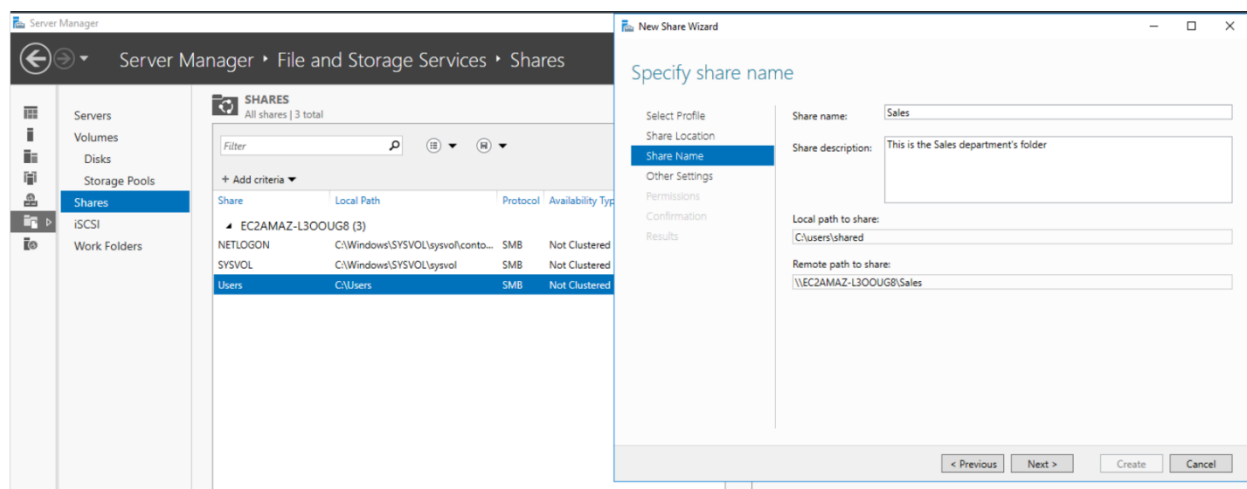 Server Manager
Server Manager • File and Storage Services • Shares
Servers
Volumes
Disks
Storage Pools
Shares
iSCSI
Work Folders
SHARES
All shares | 3 total
Filter
+ Add criteria
Share Local Path Protocol Availability Typ
EC2AMAZ-L3OOUG8 (3)
NETLOGON C:\Windows\SYSVOL\sysvol\conto... SMB Not Clustered
SYSVOL C:\Windows\SYSVOL\sysvol SMB Not Clustered
Users C:\Users SMB Not Clustered
New Share Wizard
Specify share name
Select Profile
Share Location
Share Name
Other Settings
Permissions
Confirmation
Results
Share name: Sales
Share description: This is the Sales department's folder
Local path to share:
C:\users\shared
Remote path to share:
\\EC2AMAZ-L3OOUG8\Sales
< Previous Next > Create Cancel